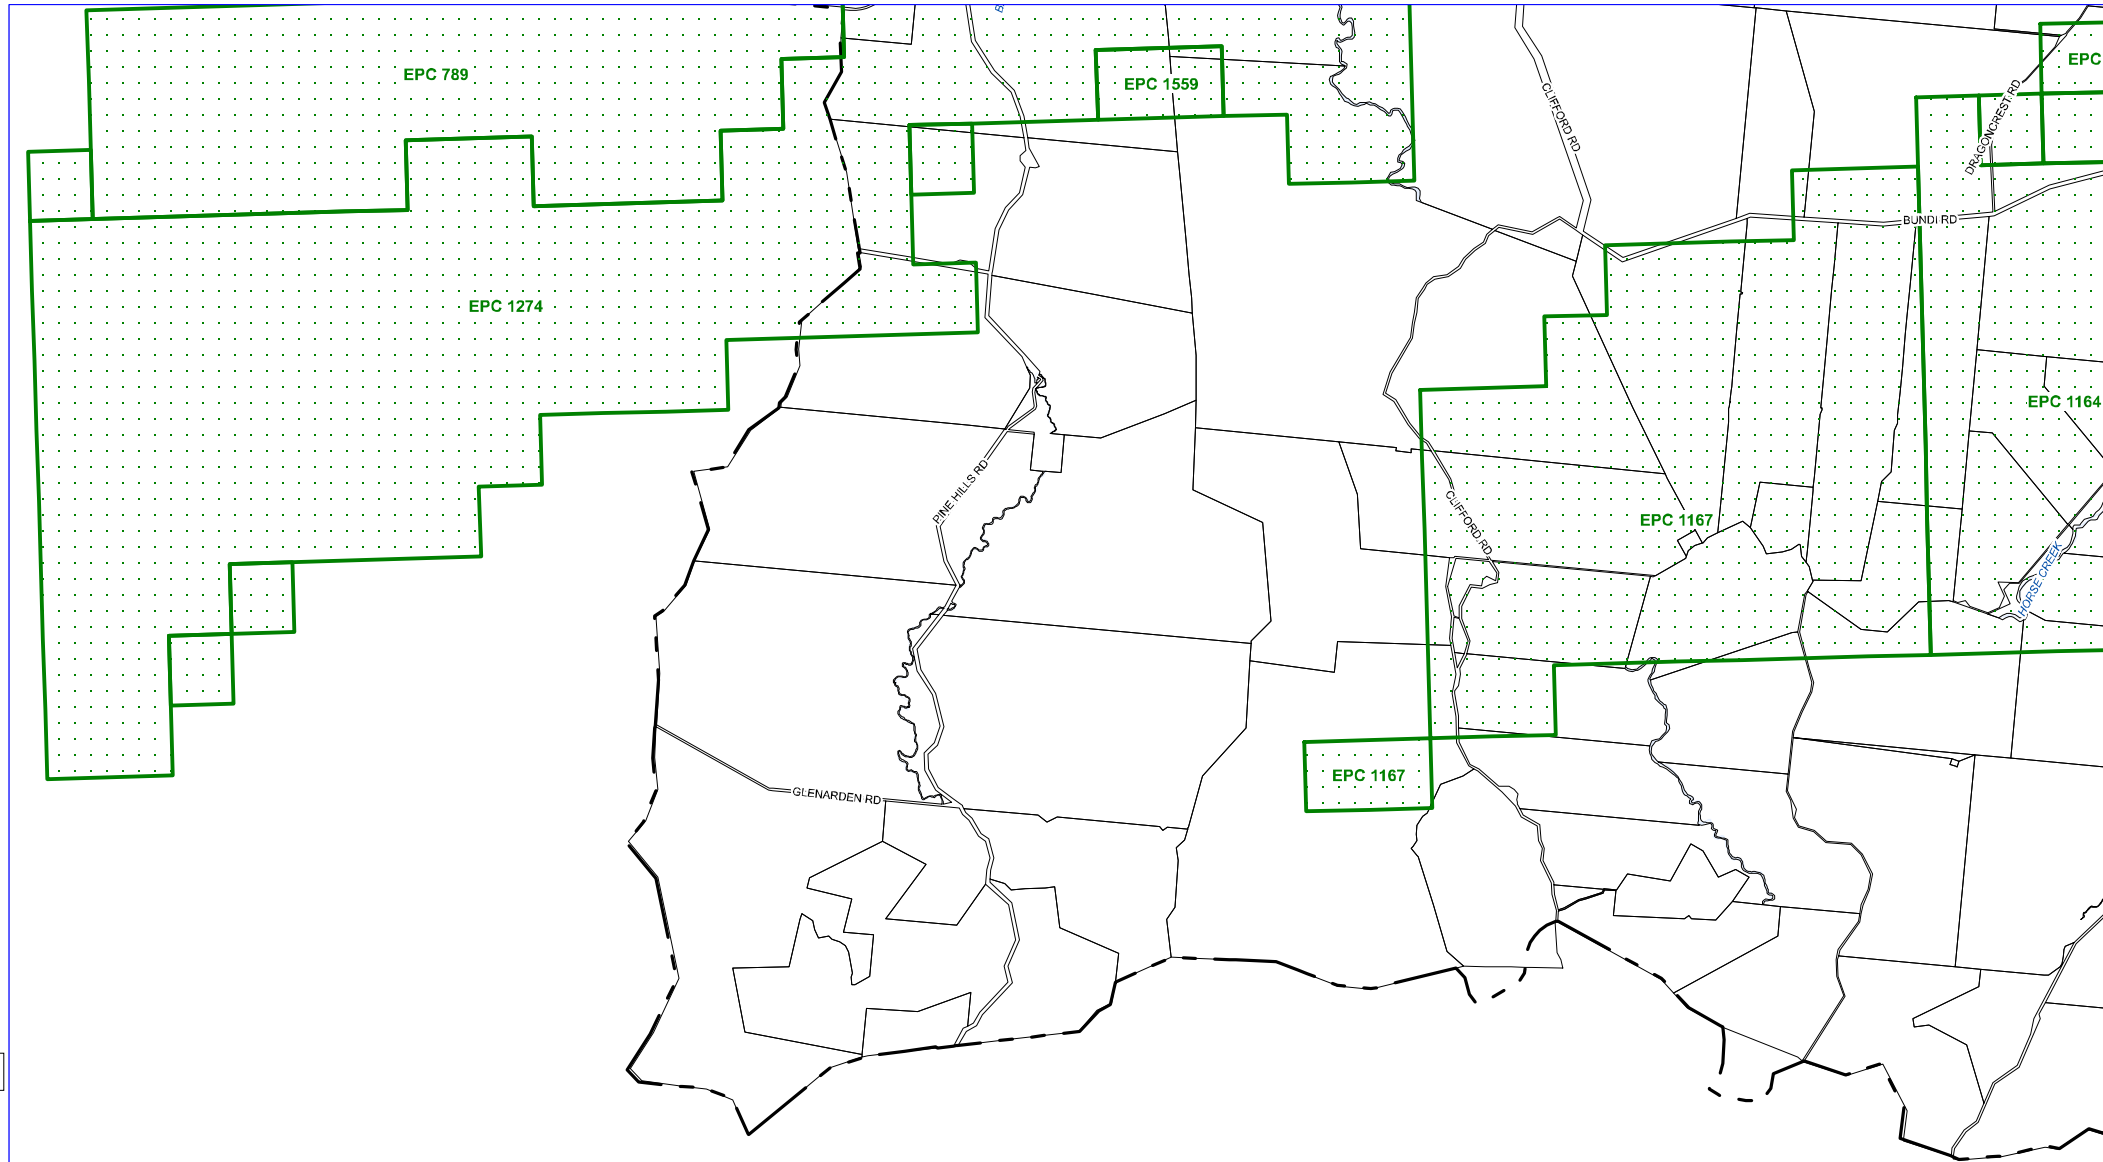 EPC 789
EPC 1559
EPC
CLIFFORD RD
DRAGONCREST RD
BUNDI RD
EPC 1274
EPC 1164
PINE HILLS RD
CLIFFORD RD
EPC 1167
HORSE CREEK
EPC 1167
GLENARDEN RD